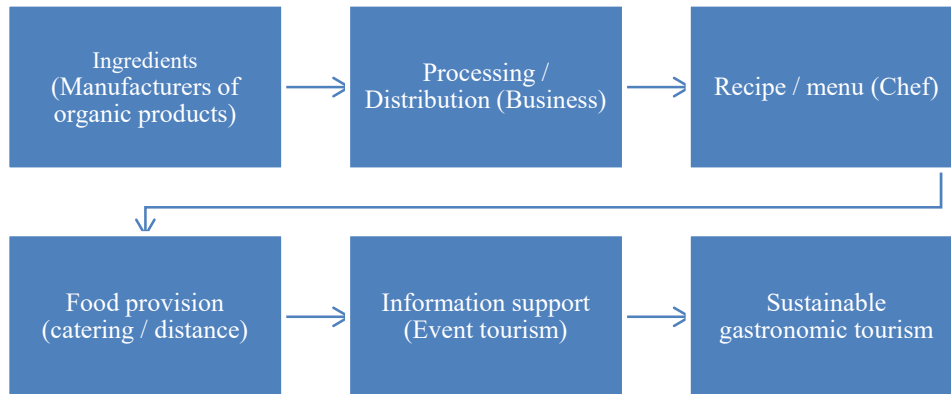 Ingredients
(Manufacturers of
organic products)
Processing /
Distribution (Business)
Recipe / menu (Chef)
Food provision
(catering / distance)
Information support
(Event tourism)
Sustainable
gastronomic tourism